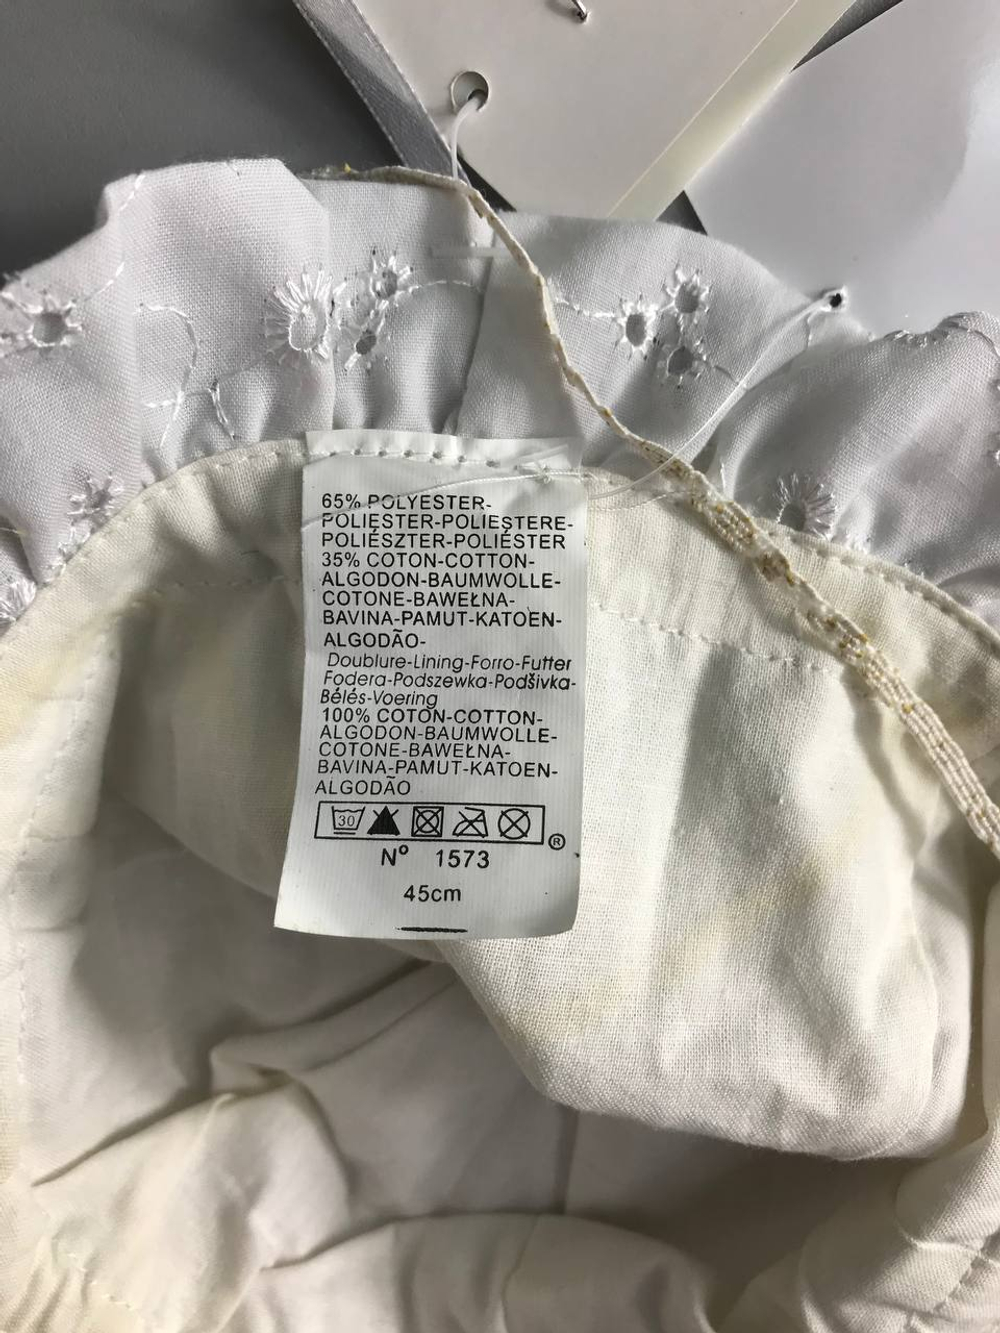 65% POLYESTER-
POLIESTER-POLIESTERE-
POLIÉSZTER-POLIÉSTER
35% COTON-COTTON-
ALGODON-BAUMWOLLE-
COTONE-BAWEŁNA-
BAVINA-PAMUT-KATOEN-
ALGODÃO-
Doublure-Lining-Forro-Futter
Fodera-Podszewka-Podšivka-
Bélés-Voering
100% COTON-COTTON-
ALGODON-BAUMWOLLE-
COTONE-BAWEŁNA-
BAVINA-PAMUT-KATOEN-
ALGODÃO
30
®
Nº 1573
45cm